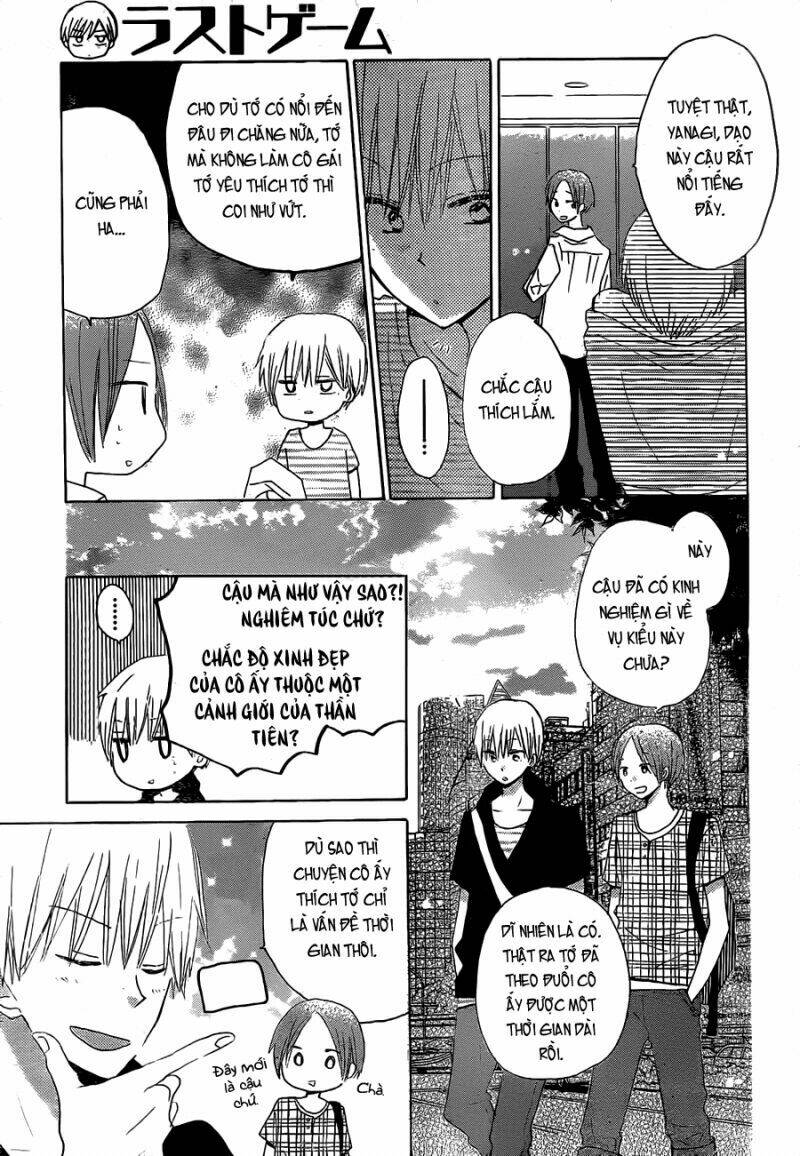 ラストゲーム
TUYỆT THẬT,
YANAGI, DẠO
NÀY CẬU RẤT
NỔI TIẾNG
ĐẤY.
CHẮC CẬU
THÍCH LẮM.
CHO DÙ TỚ CÓ NỔI ĐẾN
ĐÂU ĐI CHĂNG NỮA, TỚ
MÀ KHÔNG LÀM CÔ GÁI
TỚ YÊU THÍCH TỚ THÌ
COI NHƯ VỨT.
CŨNG PHẢI
HA...
NÀY
CẬU ĐÃ CÓ KINH
NGHIỆM GÌ VỀ
VỤ KIỂU NÀY
CHƯA?
DĨ NHIÊN LÀ CÓ.
THẬT RA TỚ ĐÃ
THEO ĐUỔI CÔ
ẤY ĐƯỢC MỘT
THỜI GIAN DÀI
RỒI.
CẬU MÀ NHƯ VẬY SAO?!
NGHIÊM TÚC CHỨ?
CHẮC ĐỘ XINH ĐẸP
CỦA CÔ ẤY THUỘC MỘT
CẢNH GIỚI CỦA THẦN
TIÊN?
DÙ SAO THÌ
CHUYỆN CÔ ẤY
THÍCH TỚ CHỈ
LÀ VẤN ĐỀ THỜI
GIAN THÔI.
Chà.
Đây mới
là cậu
chứ.